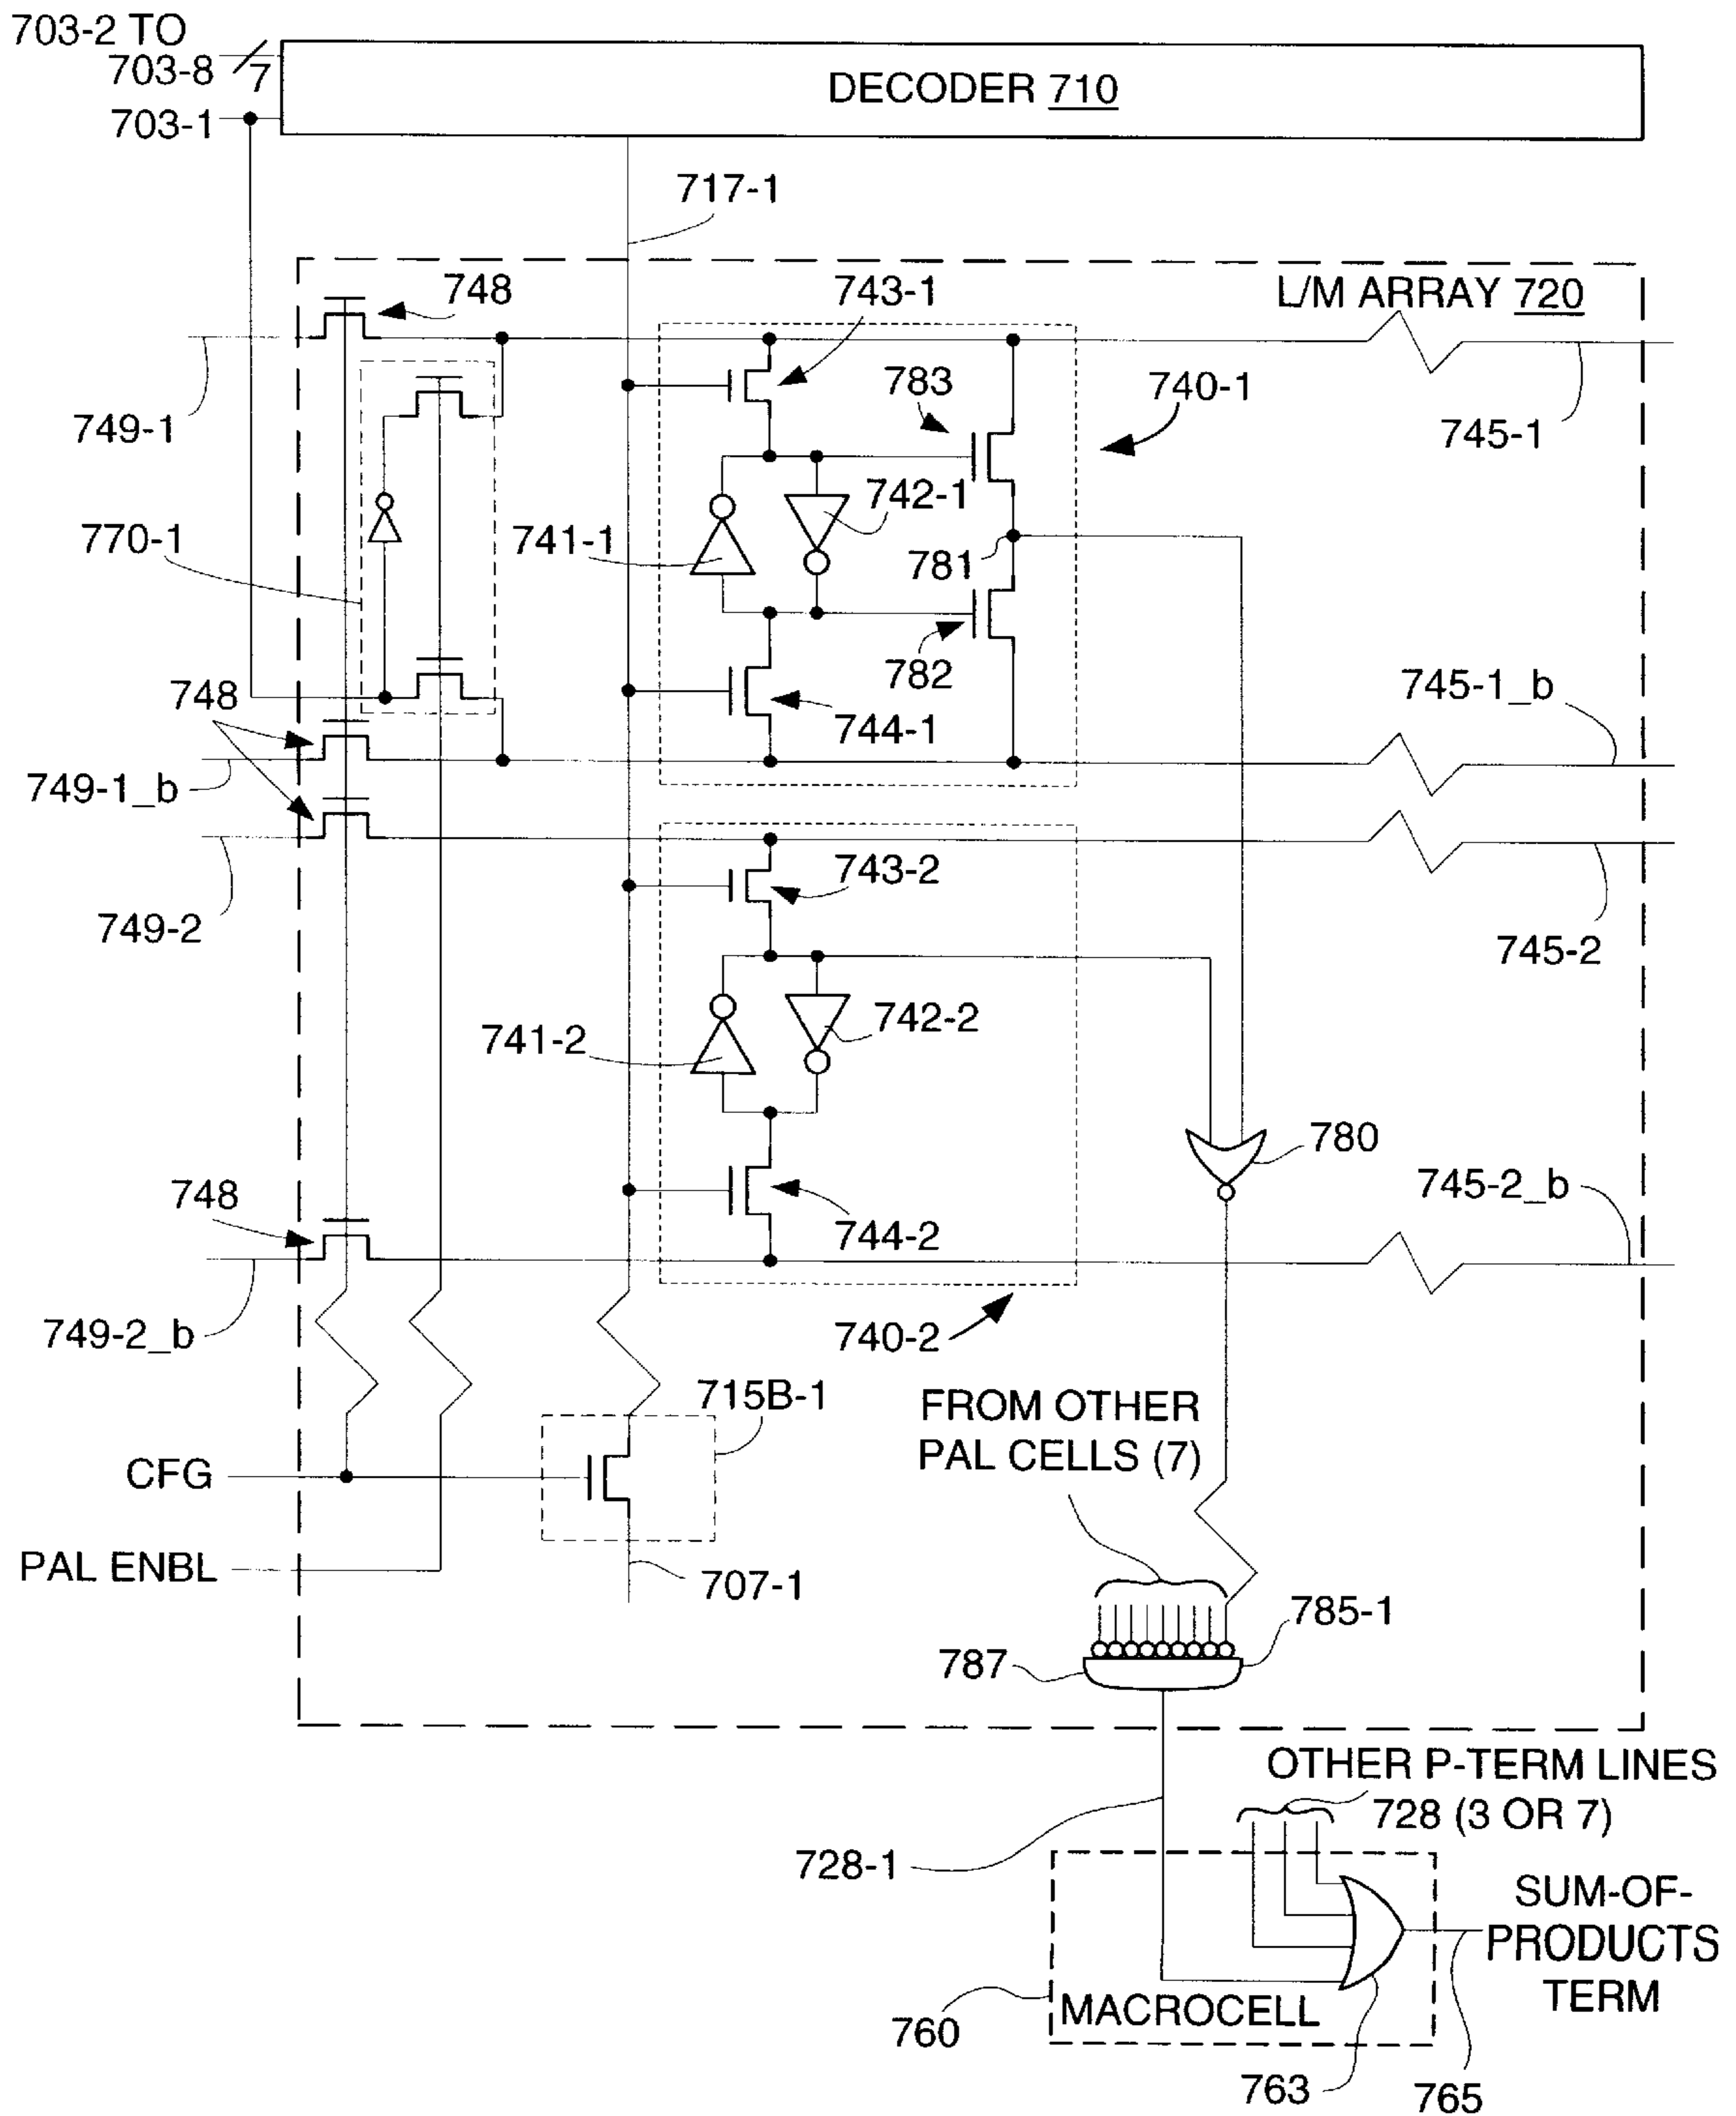 703-2 TO
703-8
7
DECODER 710
703-1
717-1
L/M ARRAY 720
748
743-1
783
740-1
749-1
745-1
742-1
770-1
741-1
781
782
748
745-1_b
744-1
749-1_b
743-2
749-2
745-2
742-2
741-2
780
748
745-2_b
744-2
749-2_b
740-2
715B-1
FROM OTHER
PAL CELLS (7)
CFG
PAL ENBL
707-1
785-1
787
OTHER P-TERM LINES
728 (3 OR 7)
728-1
SUM-OF-
PRODUCTS
TERM
MACROCELL
760
763
765